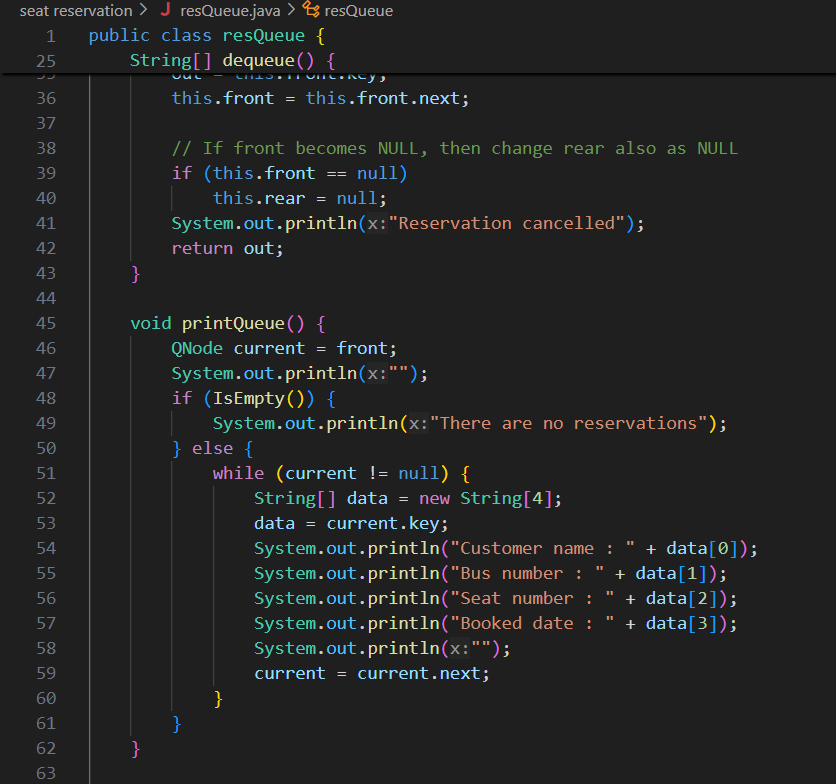 seat reservation > J resQueue.java > resQueue
1 public class resQueue {
25 String[] dequeue() {
35 out = this.front.key;
36 this.front = this.front.next;
37
38 // If front becomes NULL, then change rear also as NULL
39 if (this.front == null)
40 this.rear = null;
41 System.out.println(x:"Reservation cancelled");
42 return out;
43 }
44
45 void printQueue() {
46 QNode current = front;
47 System.out.println(x:"");
48 if (IsEmpty()) {
49 System.out.println(x:"There are no reservations");
50 } else {
51 while (current != null) {
52 String[] data = new String[4];
53 data = current.key;
54 System.out.println("Customer name : " + data[0]);
55 System.out.println("Bus number : " + data[1]);
56 System.out.println("Seat number : " + data[2]);
57 System.out.println("Booked date : " + data[3]);
58 System.out.println(x:"");
59 current = current.next;
60 }
61 }
62 }
63